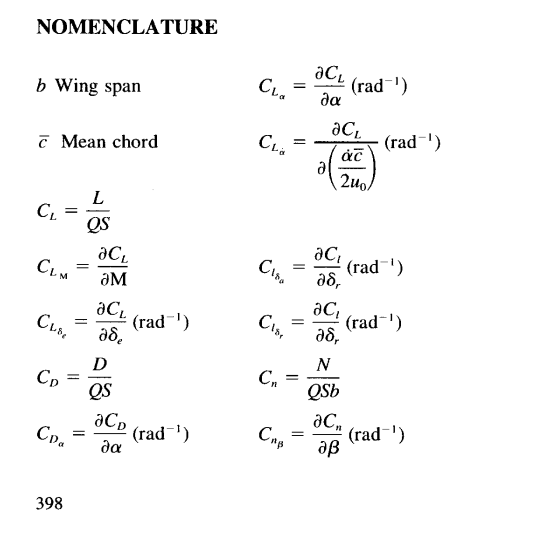 NOMENCLATURE
b Wing span
c̄ Mean chord
C_L = L / QS
C_{L_M} = ∂C_L / ∂M
C_{L_{δ_e}} = ∂C_L / ∂δ_e (rad⁻¹)
C_D = D / QS
C_{D_α} = ∂C_D / ∂α (rad⁻¹)
C_{L_α} = ∂C_L / ∂α (rad⁻¹)
C_{L_α̇} = ∂C_L / ∂(α̇c̄ / 2u₀) (rad⁻¹)
C_{l_{δ_a}} = ∂C_l / ∂δ_r (rad⁻¹)
C_{l_{δ_r}} = ∂C_l / ∂δ_r (rad⁻¹)
C_n = N / QSb
C_{n_β} = ∂C_n / ∂β (rad⁻¹)
398